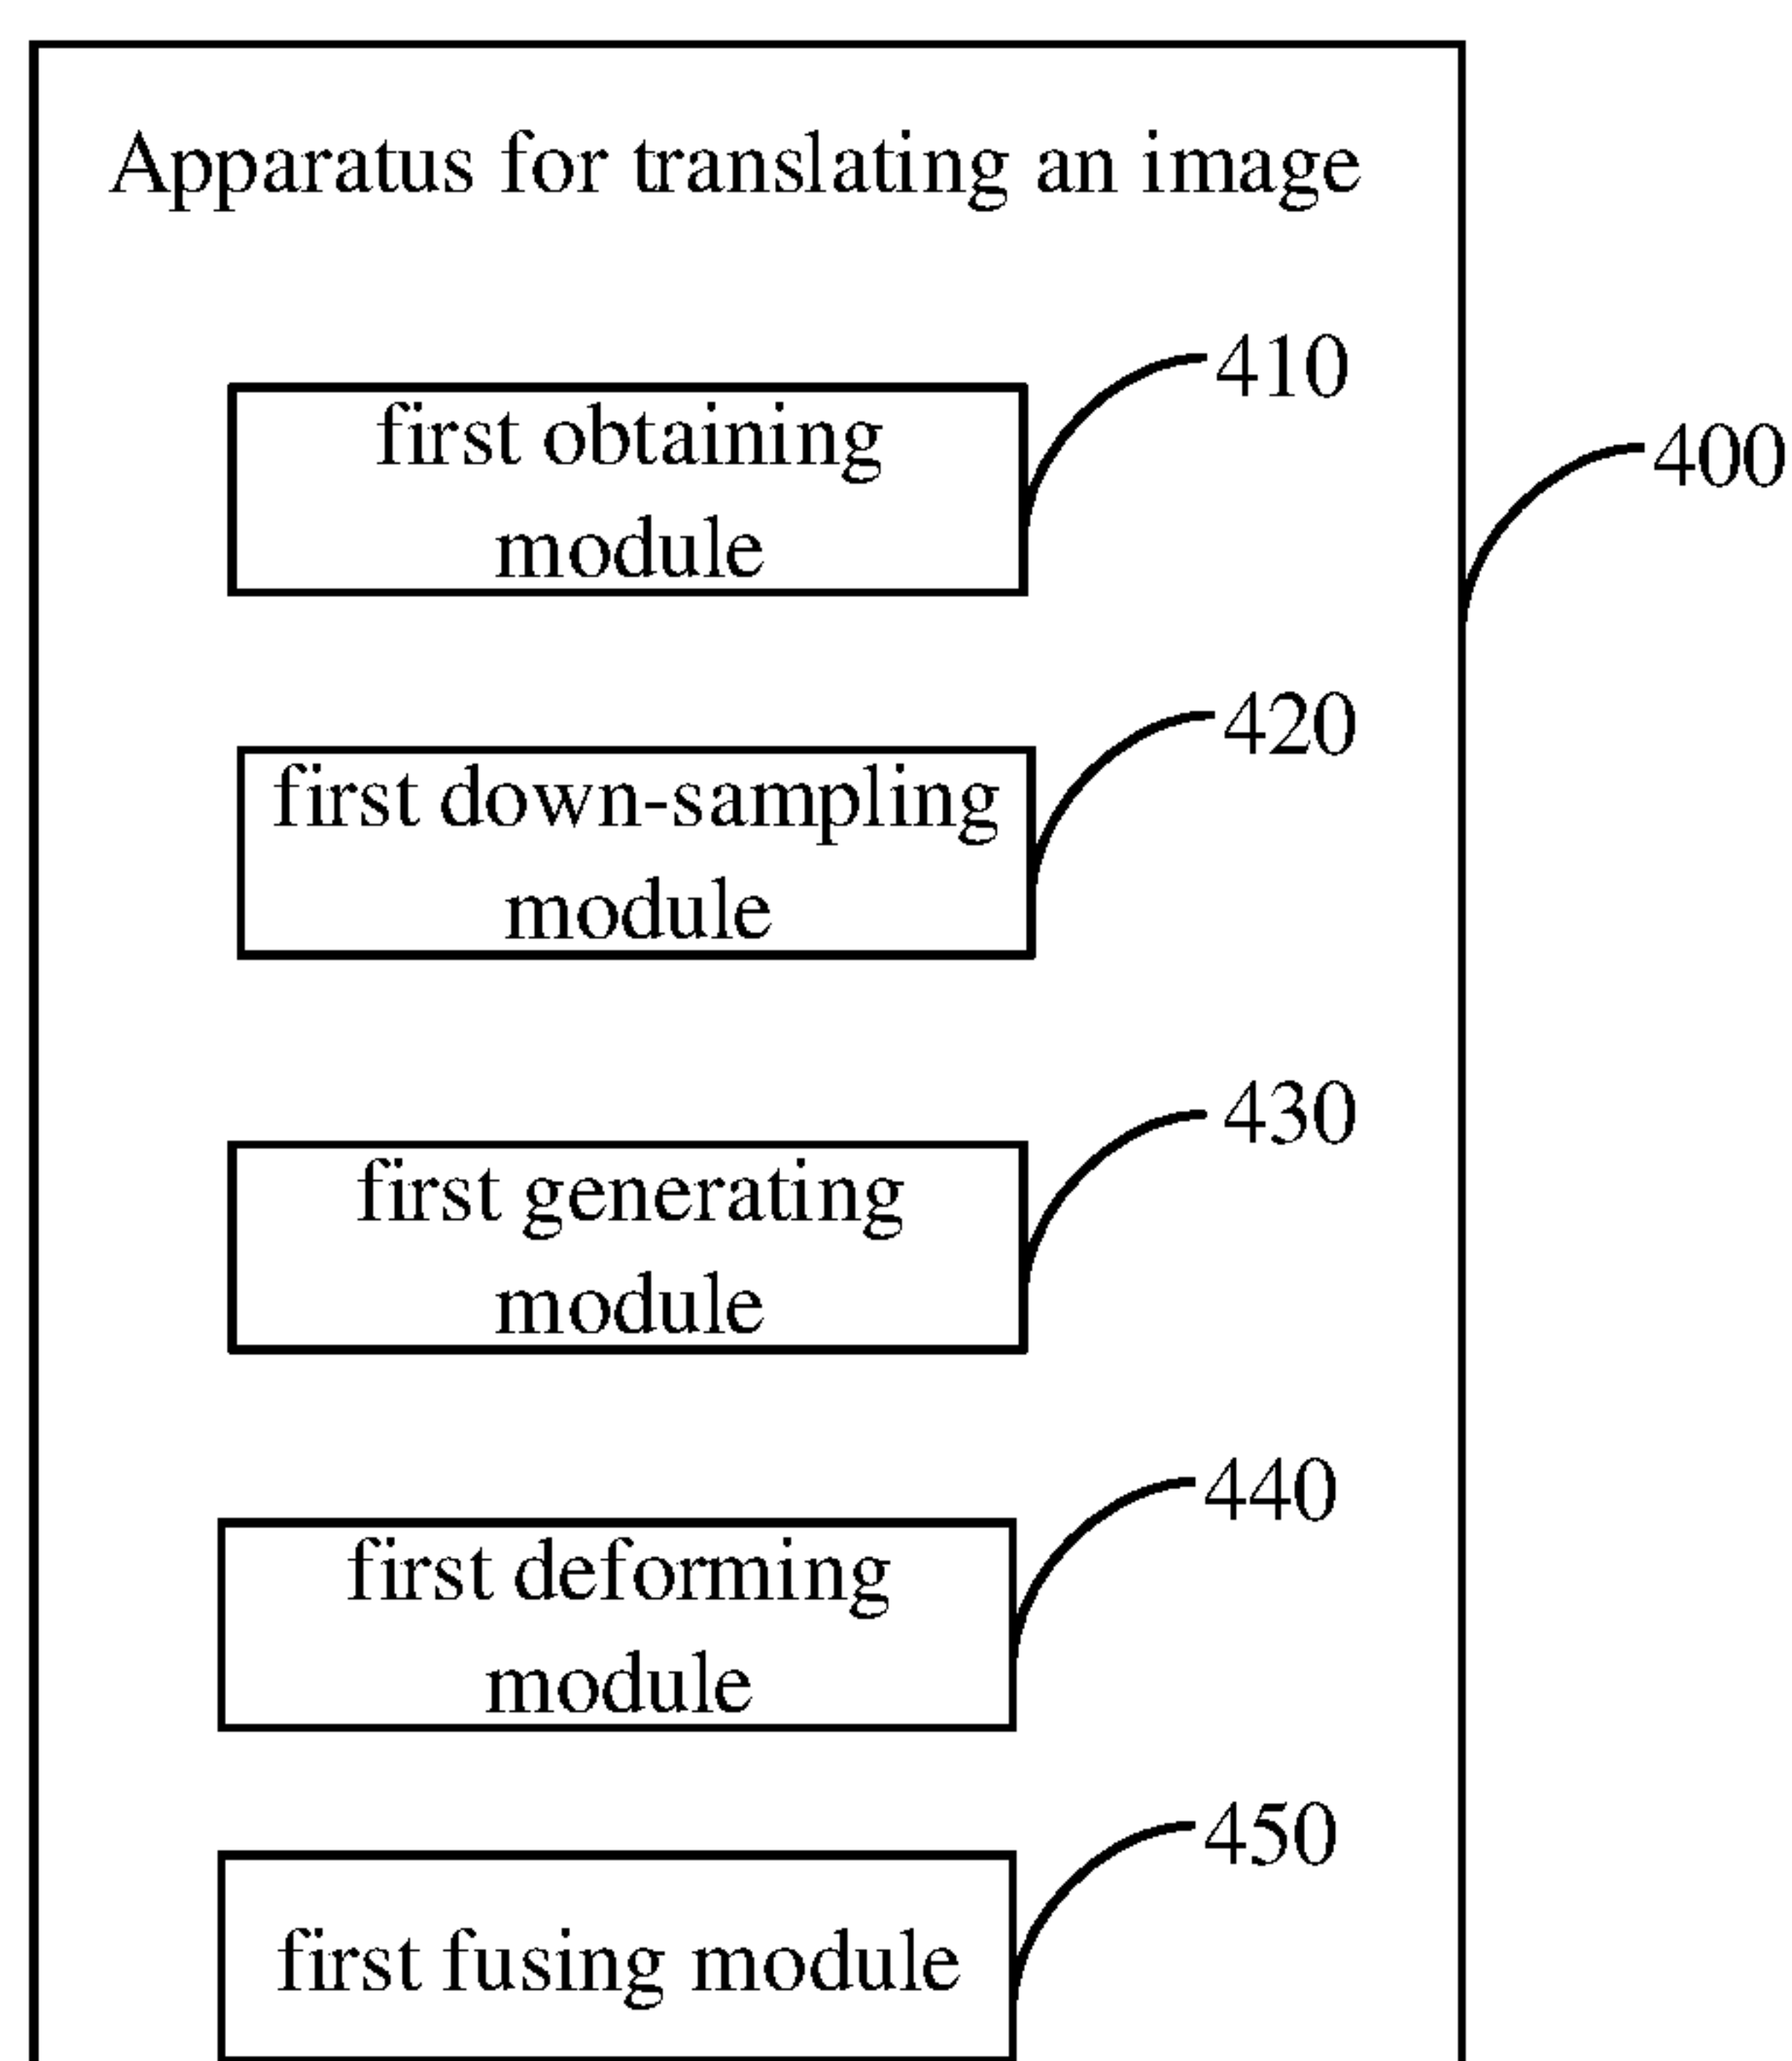 Apparatus for translating an image
410
400
first obtaining
module
420
first down-sampling
module
430
first generating
module
440
first deforming
module
450
first fusing module